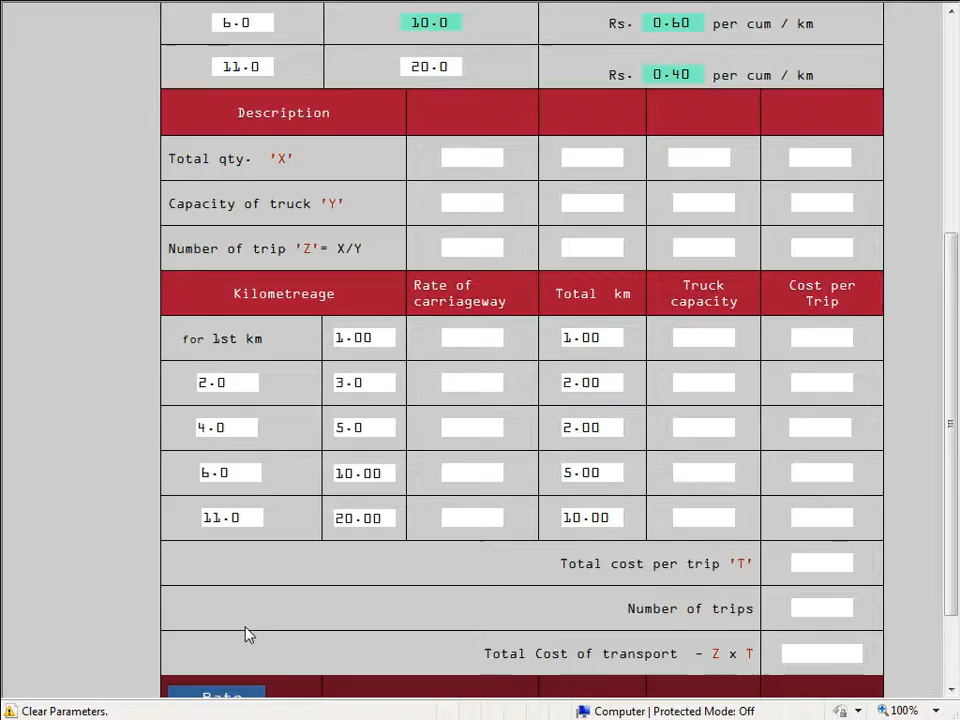 6.0 10.0 Rs. 0.60 per cum / km
11.0 20.0 Rs. 0.40 per cum / km
Description
Total qty. 'X'
Capacity of truck 'Y'
Number of trip 'Z'= X/Y
Kilometreage Rate of carriageway Total km Truck capacity Cost per Trip
for 1st km 1.00 1.00
2.0 3.0 2.00
4.0 5.0 2.00
6.0 10.00 5.00
11.0 20.00 10.00
Total cost per trip 'T'
Number of trips
Total Cost of transport - Z x T
Rate
Clear Parameters. Computer | Protected Mode: Off 100%